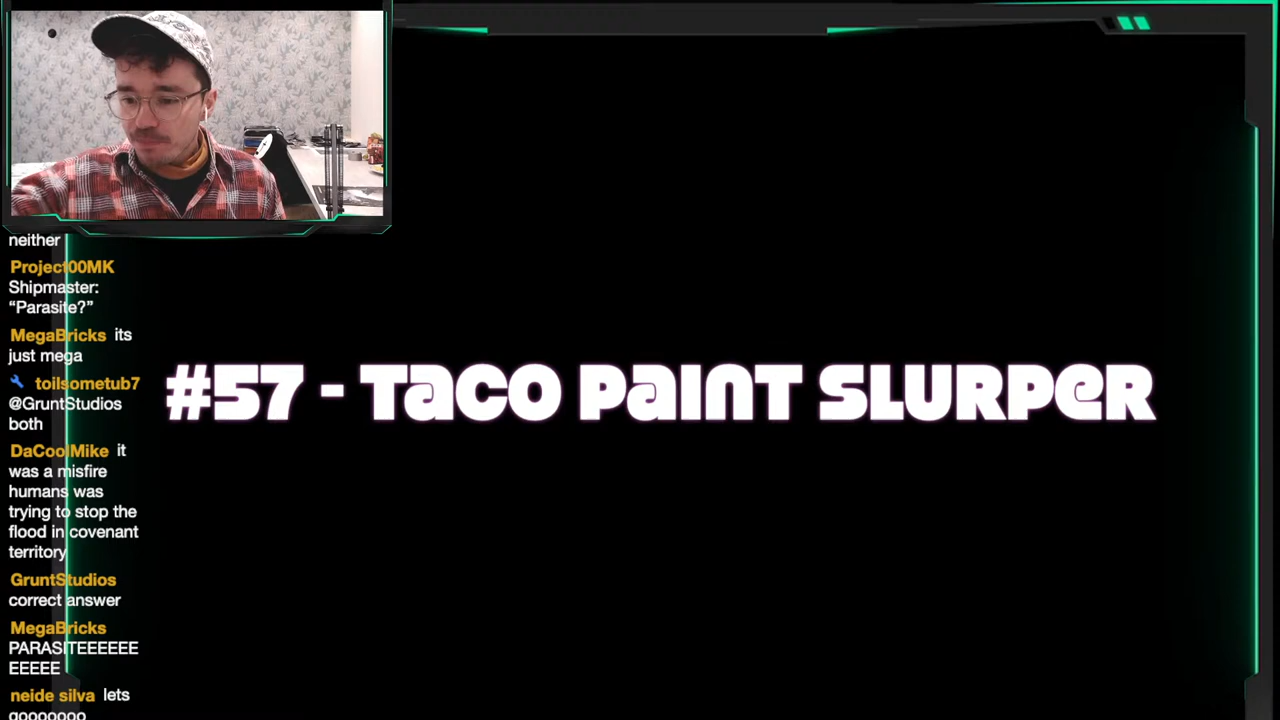 neither
Project00MK
Shipmaster:
“Parasite?”
MegaBricks its
just mega
toilsometub7
@GruntStudios
both
DaCoolMike it
was a misfire
humans was
trying to stop the
flood in covenant
territory
GruntStudios
correct answer
MegaBricks
PARASITEEEEEE
EEEEE
neide silva lets
gooooooo
#57 - Taco Paint Slurper